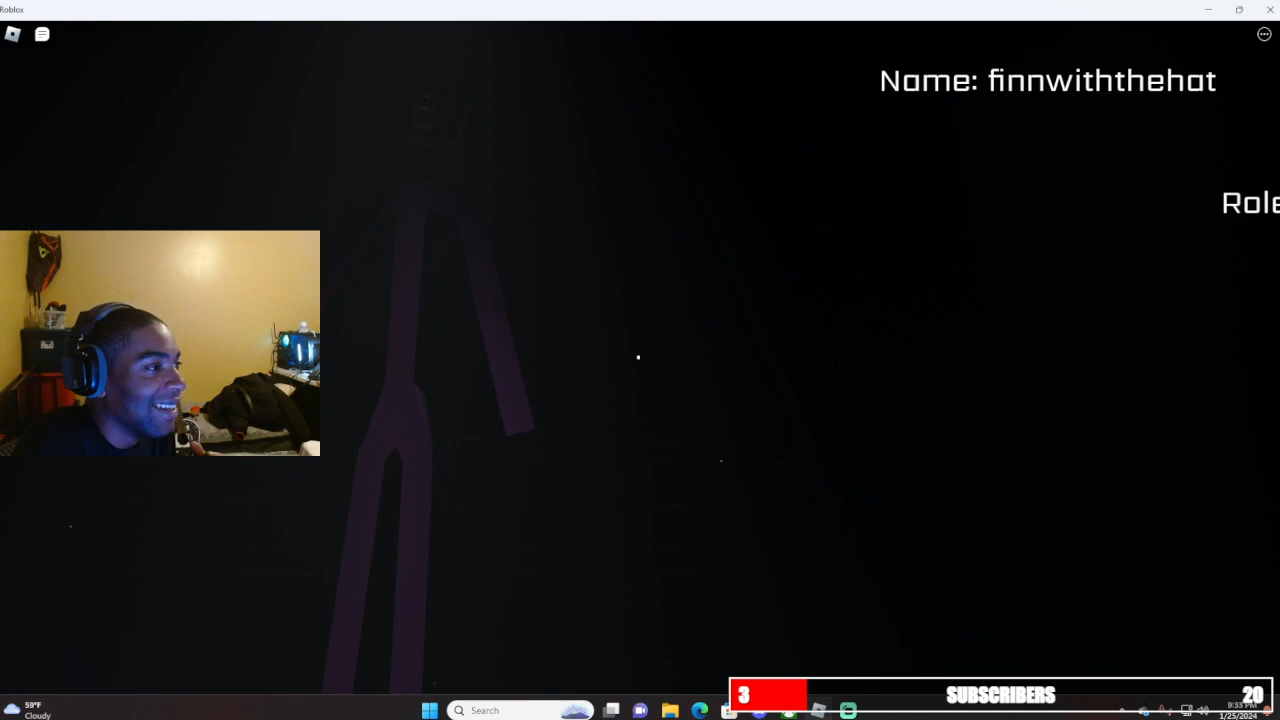 Roblox
Name: finnwiththehat
Role
3 SUBSCRIBERS 20
59°F
Cloudy
Search
9:33 PM
1/25/2024